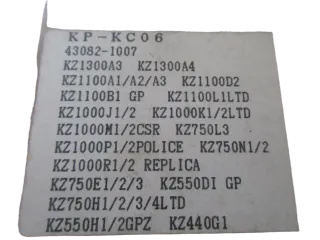 KP-KC06
43082-1007
KZ1300A3 KZ1300A4
KZ1100A1/A2/A3 KZ1100D2
KZ1100B1 GP KZ1100L1LTD
KZ1000J1/2 KZ1000K1/2LTD
KZ1000M1/2CSR KZ750L3
KZ1000P1/2POLICE KZ750N1/2
KZ1000R1/2 REPLICA
KZ750E1/2/3 KZ550DI GP
KZ750H1/2/3/4LTD
KZ550H1/2GPZ KZ440G1